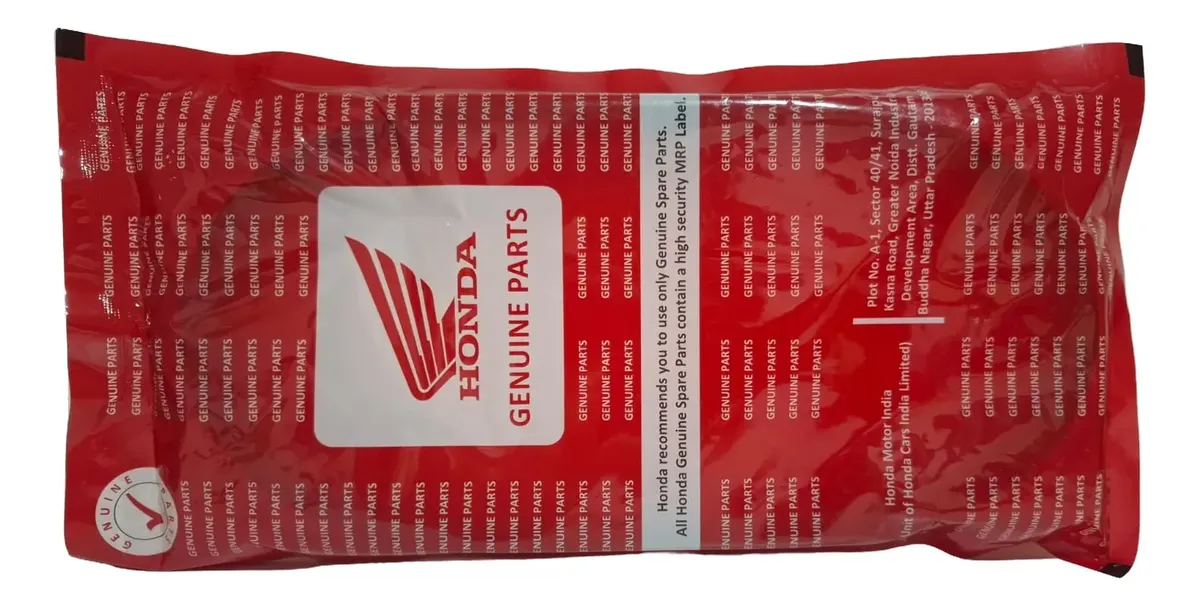 HONDA
GENUINE PARTS
Honda recommends you to use only Genuine Spare Parts.
All Honda Genuine Spare Parts contain a high security MRP Label.
Honda Motor India
Unit of Honda Cars India Limited)
Plot No. A-1, Sector 40/41, Surajpur
Kasna Road, Greater Noida Industrial
Development Area, Distt. Gautam
Buddha Nagar, Uttar Pradesh - 2013
GENUINE PARTS
GENUINE PARTS